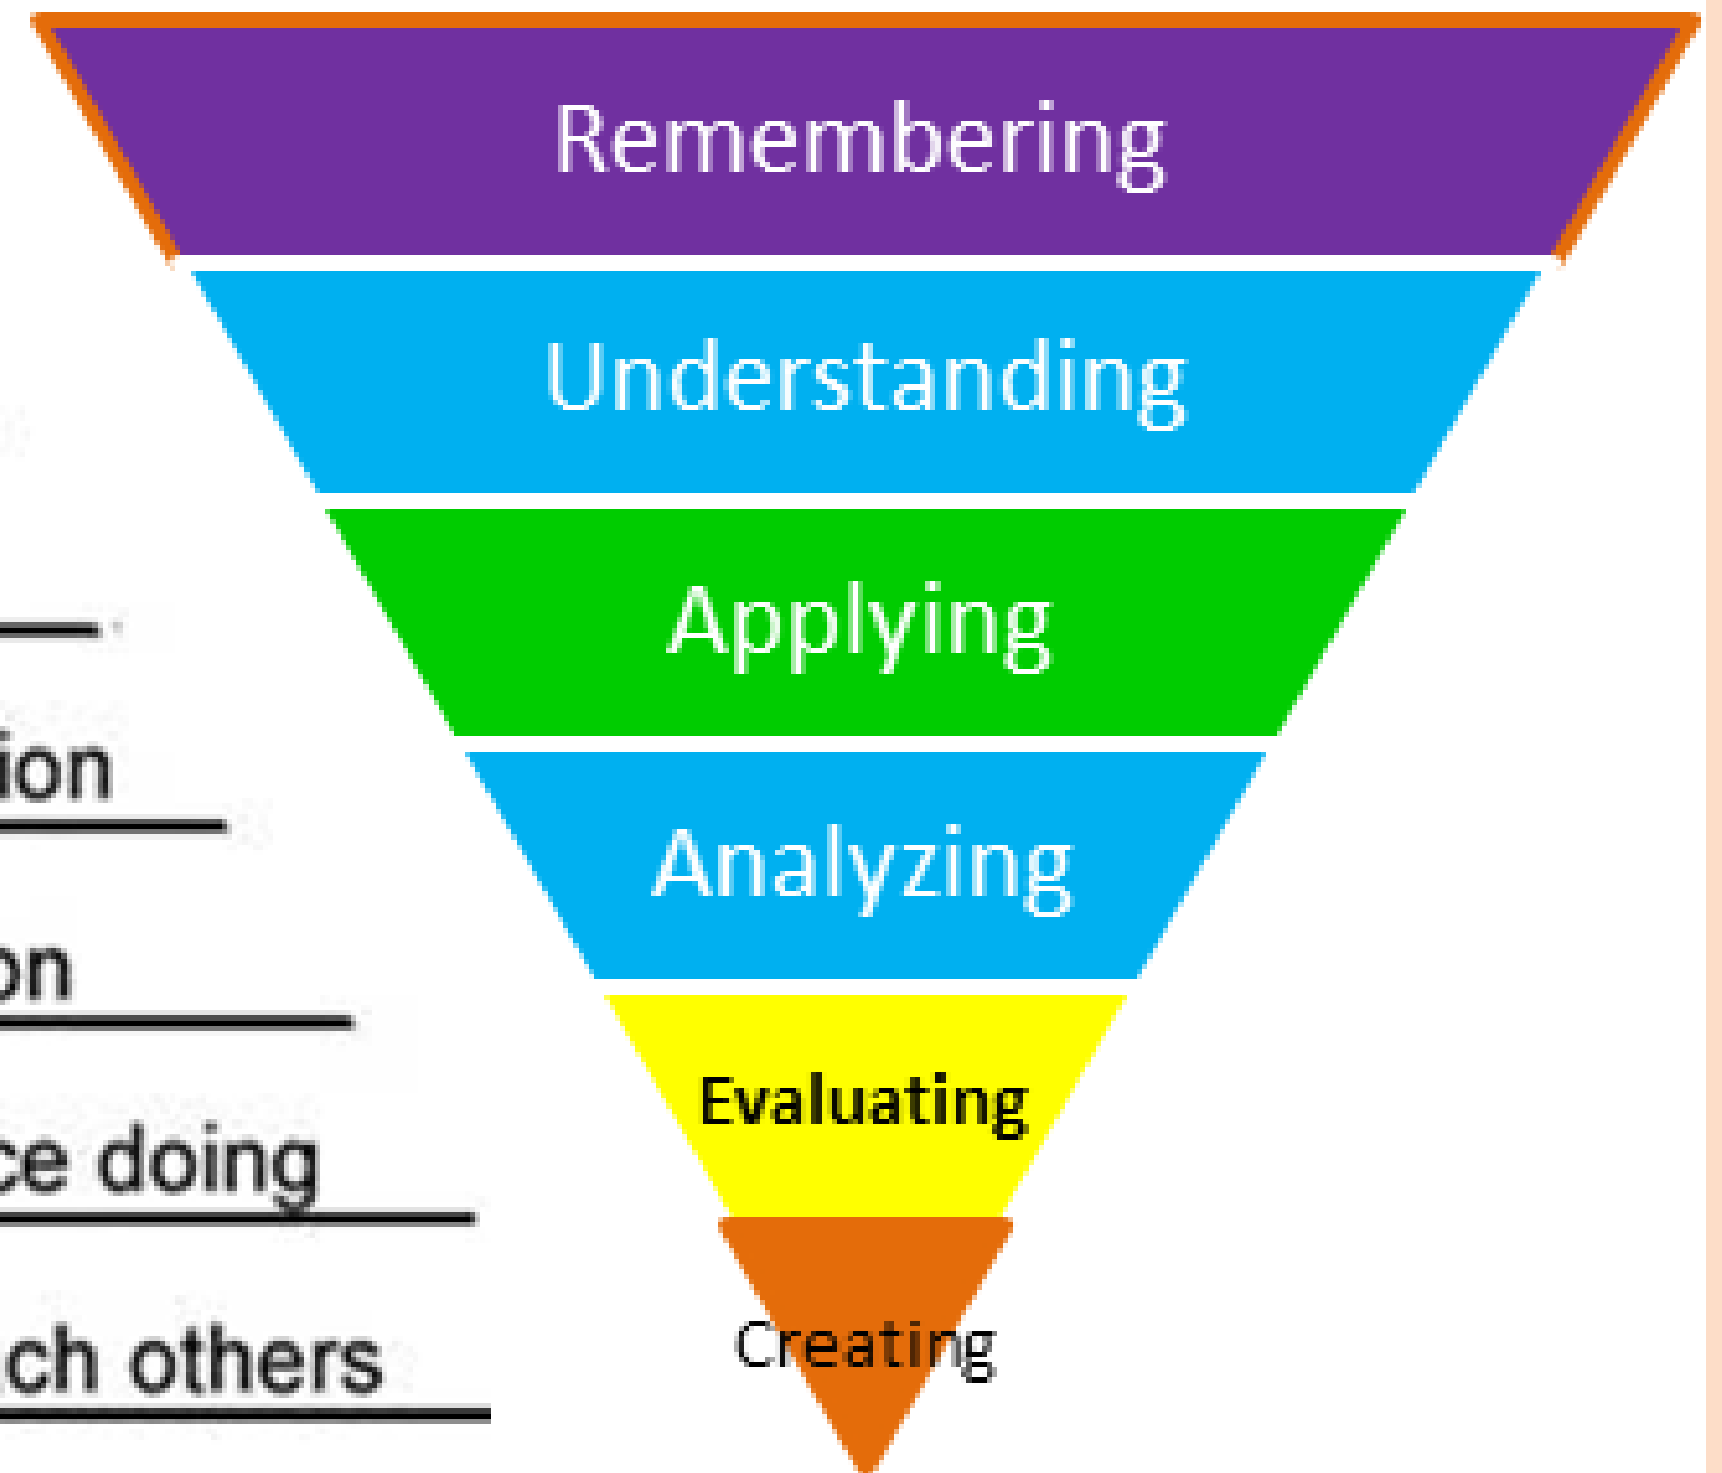 Remembering
Understanding
Applying
ion
Analyzing
on
Evaluating
ce doing
Creating
ch others